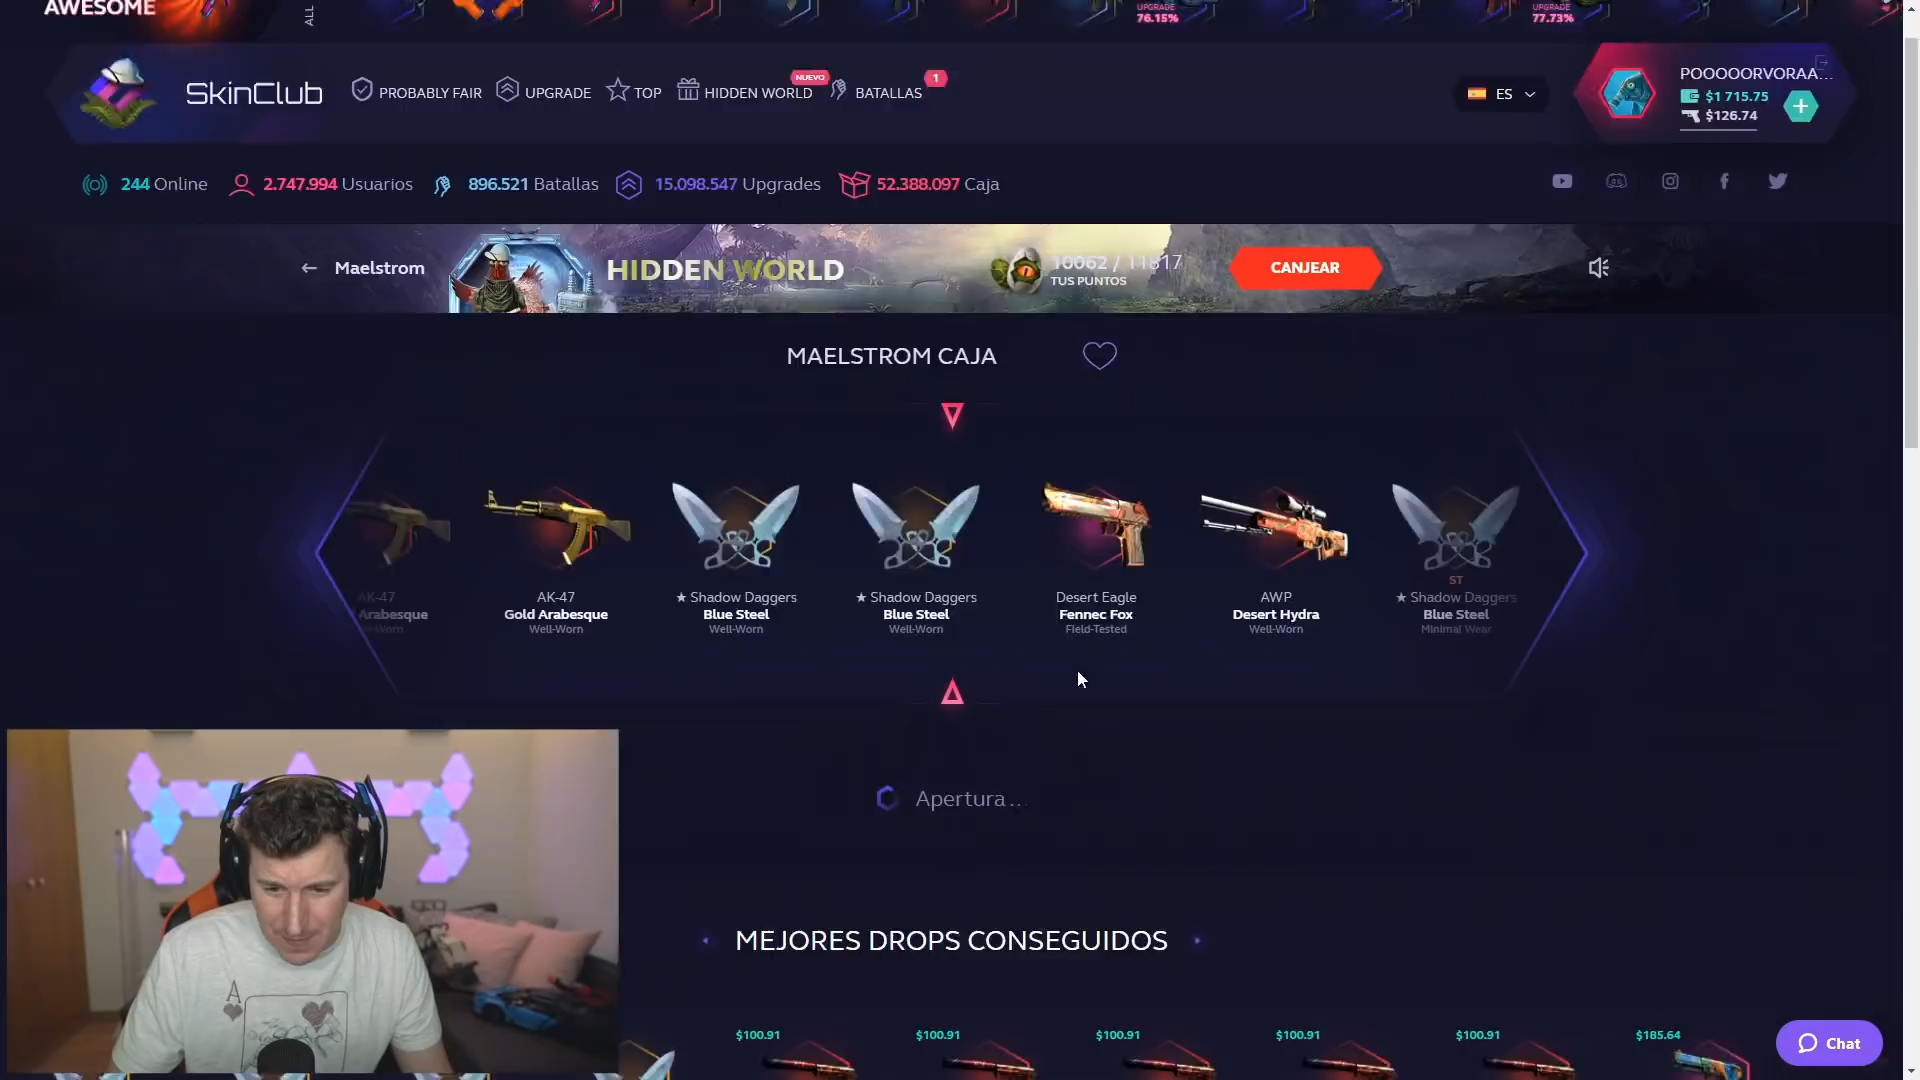 AWESOME
ALL
UPGRADE
76.15%
UPGRADE
77.73%
SkinClub
PROBABLY FAIR
UPGRADE
TOP
HIDDEN WORLD
NUEVO
BATALLAS
1
ES
POOOOORVORAA...
$1 715.75
$126.74
244 Online
2.747.994 Usuarios
896.521 Batallas
15.098.547 Upgrades
52.388.097 Caja
Maelstrom
HIDDEN WORLD
10062 / 11817
TUS PUNTOS
CANJEAR
MAELSTROM CAJA
AK-47
Arabesque
AK-47
Gold Arabesque
Well-Worn
★ Shadow Daggers
Blue Steel
Well-Worn
★ Shadow Daggers
Blue Steel
Well-Worn
Desert Eagle
Fennec Fox
Field-Tested
AWP
Desert Hydra
Well-Worn
ST
★ Shadow Daggers
Blue Steel
Minimal Wear
Apertura...
MEJORES DROPS CONSEGUIDOS
$100.91
$100.91
$100.91
$100.91
$100.91
$185.64
A
Chat